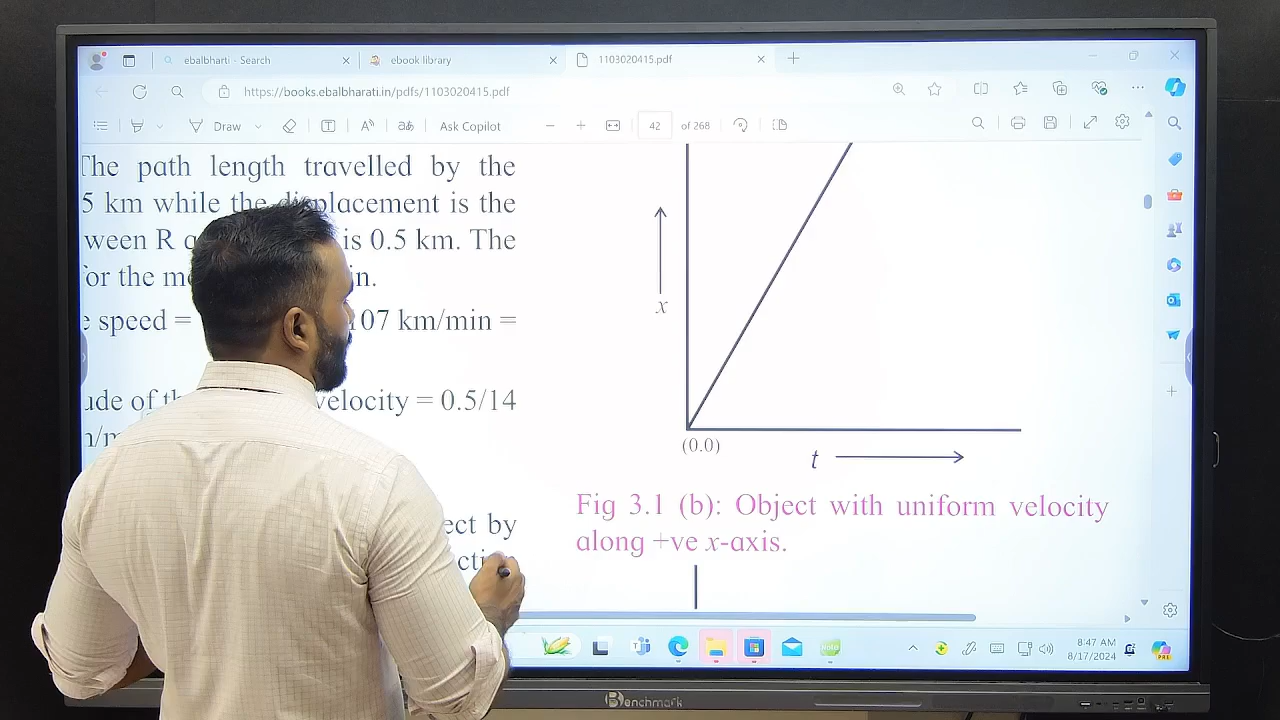 ebalbharti - Search
ebook library
1103020415.pdf
https://books.ebalbharati.in/pdfs/1103020415.pdf
Draw
Ask Copilot
42 of 268
The path length travelled by the
5 km while the displacement is the
ween R is 0.5 km. The
for the in.
speed = 107 km/min =
ude of velocity = 0.5/14
ect by
x
(0.0)
t
Fig 3.1 (b): Object with uniform velocity
along +ve x-axis.
8:47 AM
8/17/2024
PRE
Benchmark